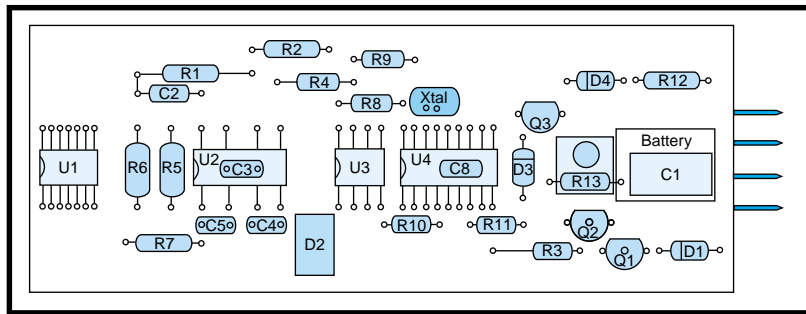 R2
R9
R1
R4
D4
R12
C2
R8
Xtal
Q3
Battery
U1
R6
R5
U2
C3
U3
U4
C8
D3
R13
C1
C5
C4
R10
R11
Q2
R7
D2
R3
Q1
D1